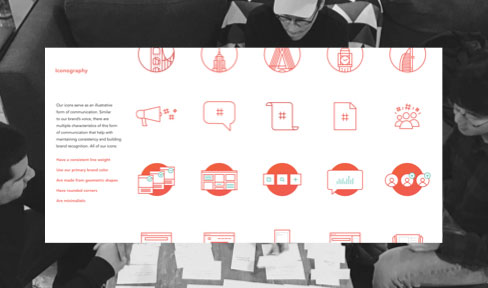 Iconography
Our icons serve as an illustrative
form of communication. Similar
to our brand's voice, there are
multiple characteristics of this form
of communication that help with
maintaining consistency and building
brand recognition. All of our icons:
Have a consistent line weight
Use our primary brand color
Are made from geometric shapes
Have rounded corners
Are minimalistic
#
#
#